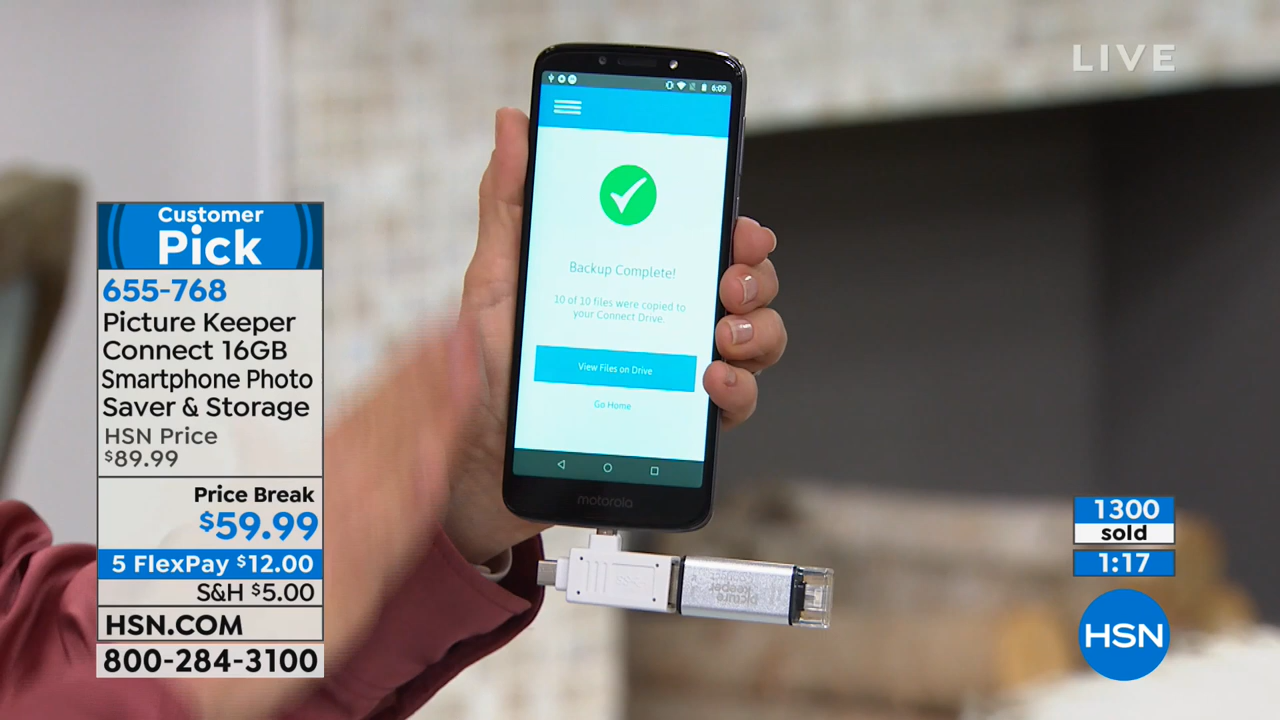 LIVE
Customer
Pick
655-768
Picture Keeper
Connect 16GB
Smartphone Photo
Saver & Storage
HSN Price
$89.99
Price Break
$59.99
5 FlexPay $12.00
S&H $5.00
HSN.COM
800-284-3100
6:09
Backup Complete!
10 of 10 files were copied to
your Connect Drive.
View Files on Drive
Go Home
motorola
picture
keeper
1300
sold
1:17
HSN